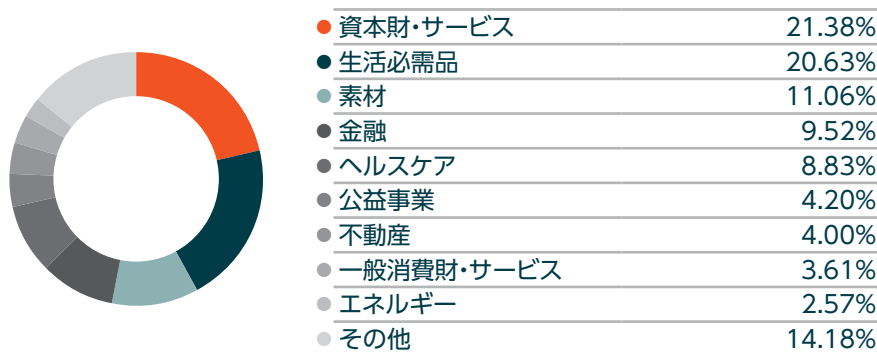 資本財・サービス 21.38%
生活必需品 20.63%
素材 11.06%
金融 9.52%
ヘルスケア 8.83%
公益事業 4.20%
不動産 4.00%
一般消費財・サービス 3.61%
エネルギー 2.57%
その他 14.18%